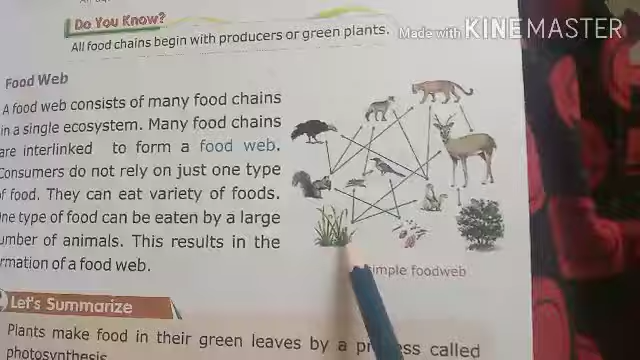 Do You Know?
All food chains begin with producers or green plants.
Made with KINEMASTER
Food Web
A food web consists of many food chains
in a single ecosystem. Many food chains
are interlinked to form a food web.
Consumers do not rely on just one type
of food. They can eat variety of foods.
One type of food can be eaten by a large
number of animals. This results in the
formation of a food web.
simple foodweb
Let's Summarize
Plants make food in their green leaves by a process called
photosynthesis